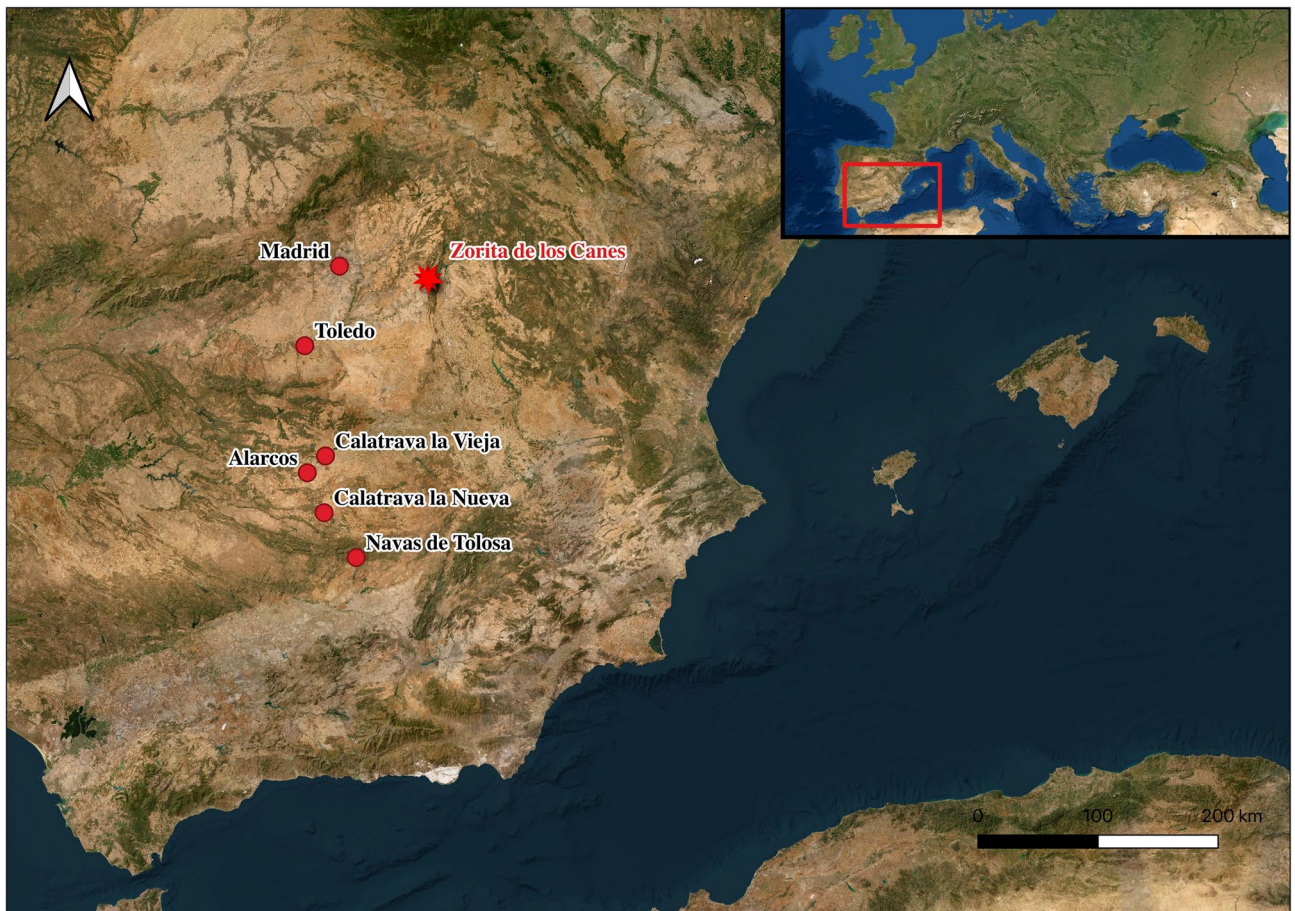 Madrid
Zorita de los Canes
Toledo
Calatrava la Vieja
Alarcos
Calatrava la Nueva
Navas de Tolosa
0 100 200 km